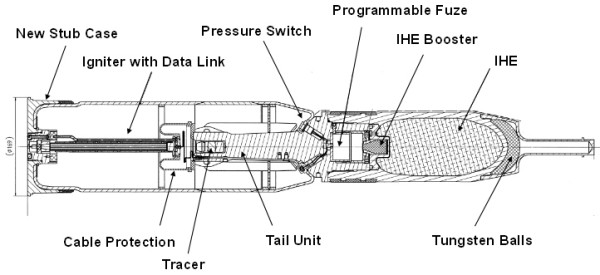 Programmable Fuze
New Stub Case
Pressure Switch
IHE Booster
Igniter with Data Link
IHE
Cable Protection
Tail Unit
Tungsten Balls
Tracer